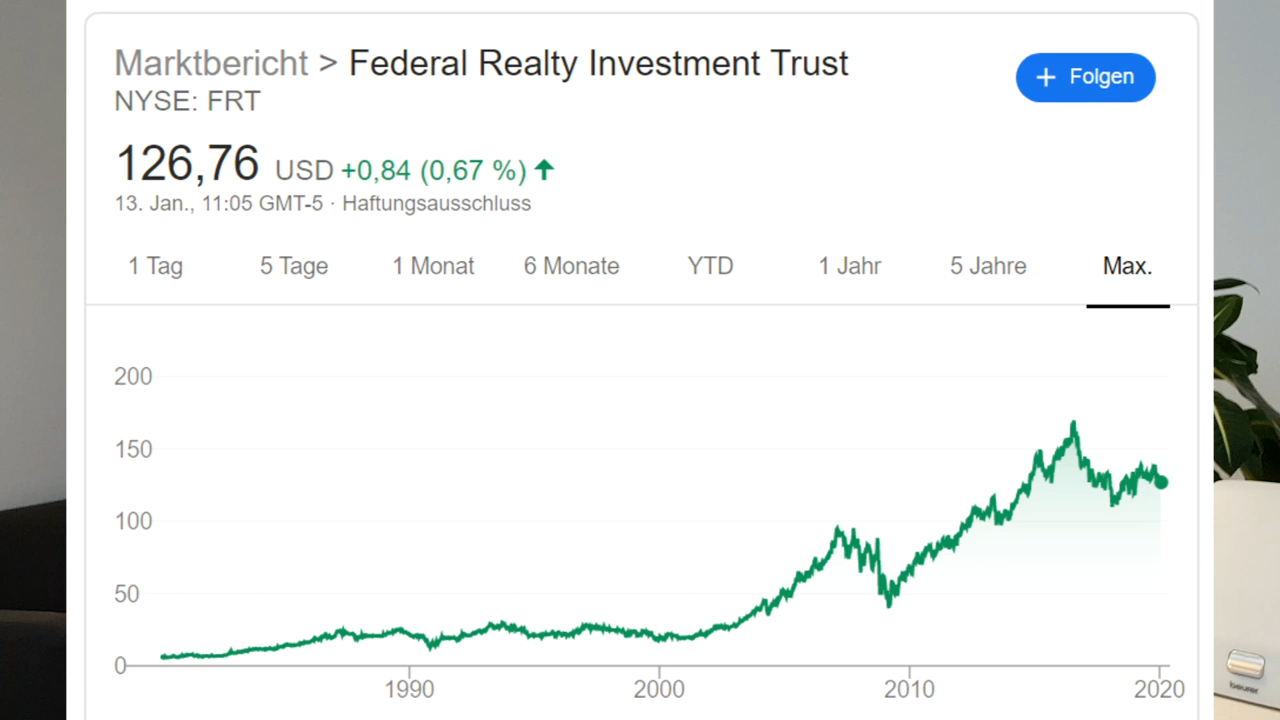 Marktbericht > Federal Realty Investment Trust
+ Folgen
NYSE: FRT
126,76 USD +0,84 (0,67 %)
13. Jan., 11:05 GMT-5 · Haftungsausschluss
1 Tag 5 Tage 1 Monat 6 Monate YTD 1 Jahr 5 Jahre Max.
200
150
100
50
0
1990 2000 2010 2020
beurer